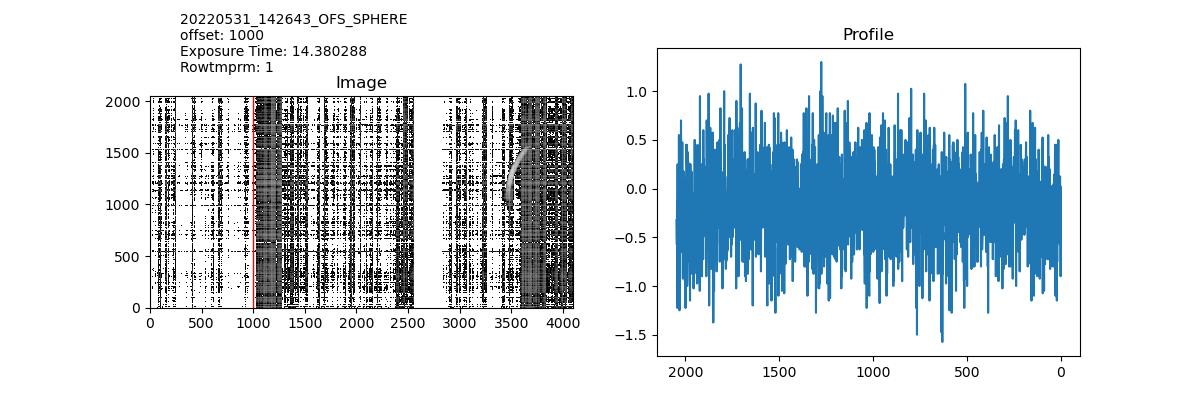 20220531_142643_OFS_SPHERE
offset: 1000
Exposure Time: 14.380288
Rowtmprm: 1
Image
2000
1500
1000
500
0
0 500 1000 1500 2000 2500 3000 3500 4000
Profile
1.0
0.5
0.0
−0.5
−1.0
−1.5
2000 1500 1000 500 0